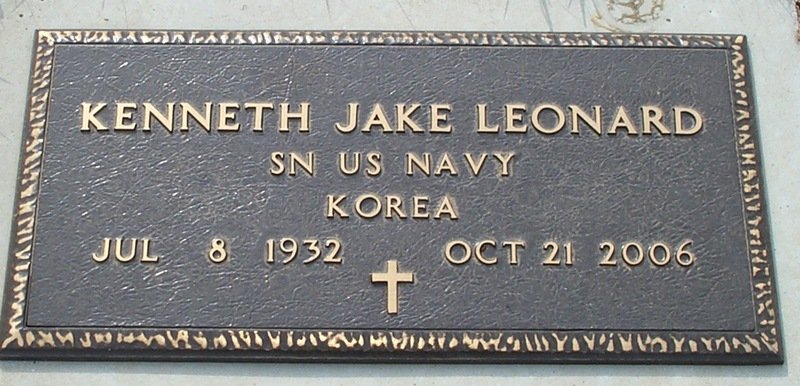 KENNETH JAKE LEONARD
SN US NAVY
KOREA
JUL 8 1932 OCT 21 2006